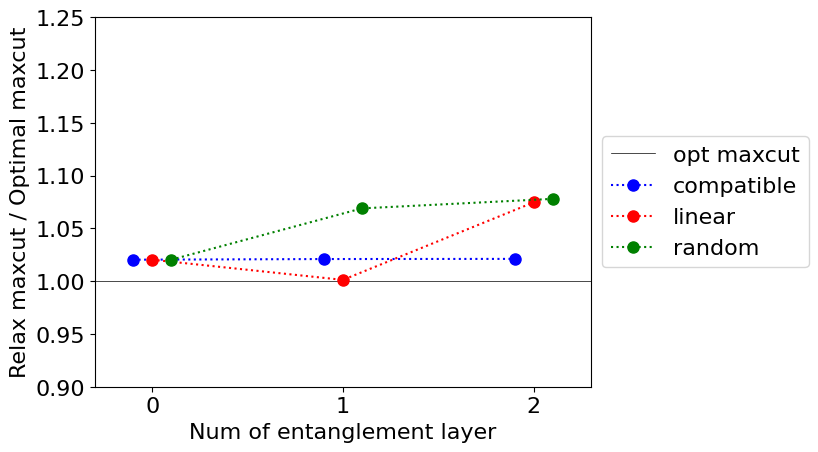 Relax maxcut / Optimal maxcut
1.25
1.20
1.15
1.10
1.05
1.00
0.95
0.90
0 1 2
Num of entanglement layer
opt maxcut
compatible
linear
random